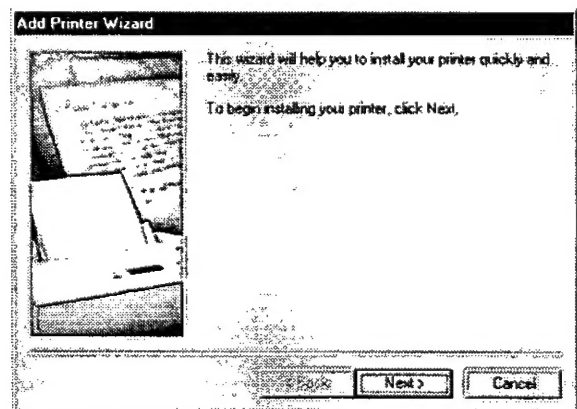 Add Printer Wizard
This wizard will help you to install your printer quickly and
easily.
To begin installing your printer, click Next.
< Back
Next >
Cancel